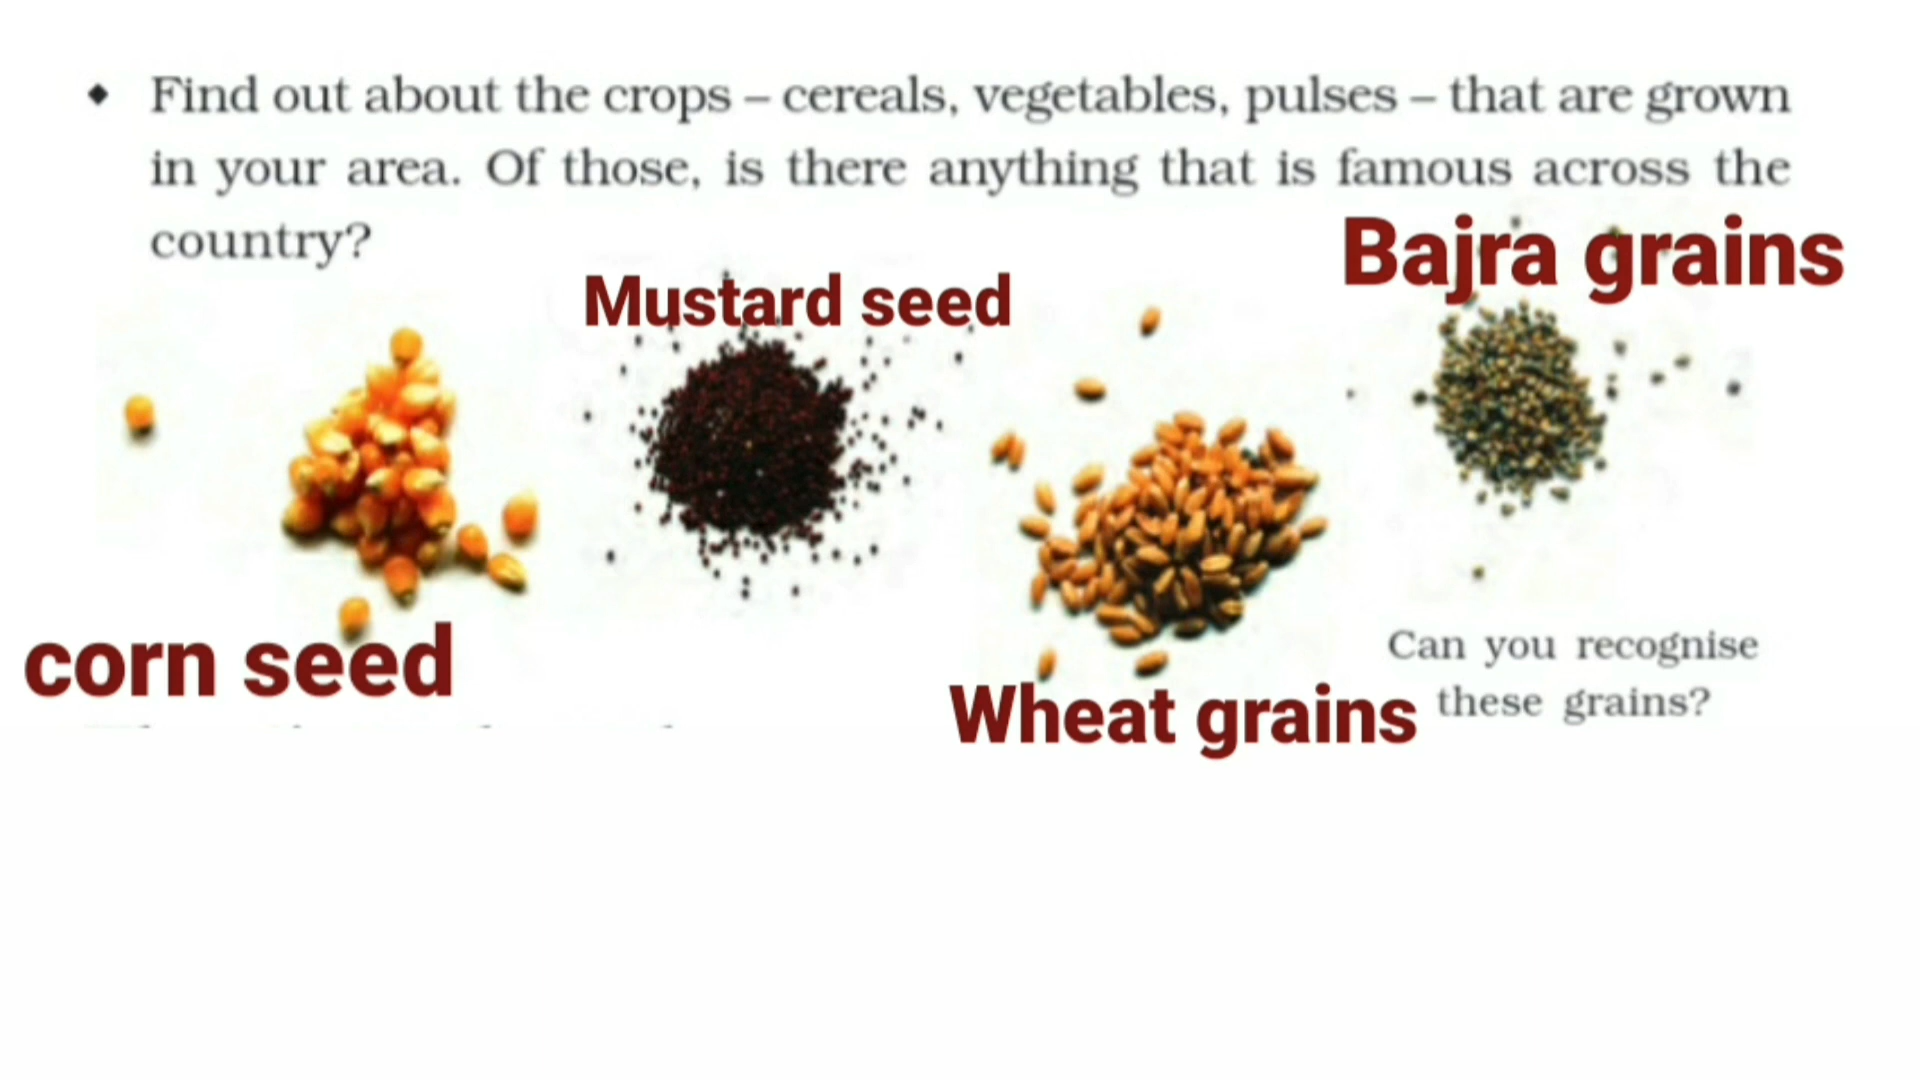 ◆ Find out about the crops – cereals, vegetables, pulses – that are grown
in your area. Of those, is there anything that is famous across the
country?
Bajra grains
Mustard seed
corn seed
Wheat grains
Can you recognise
these grains?